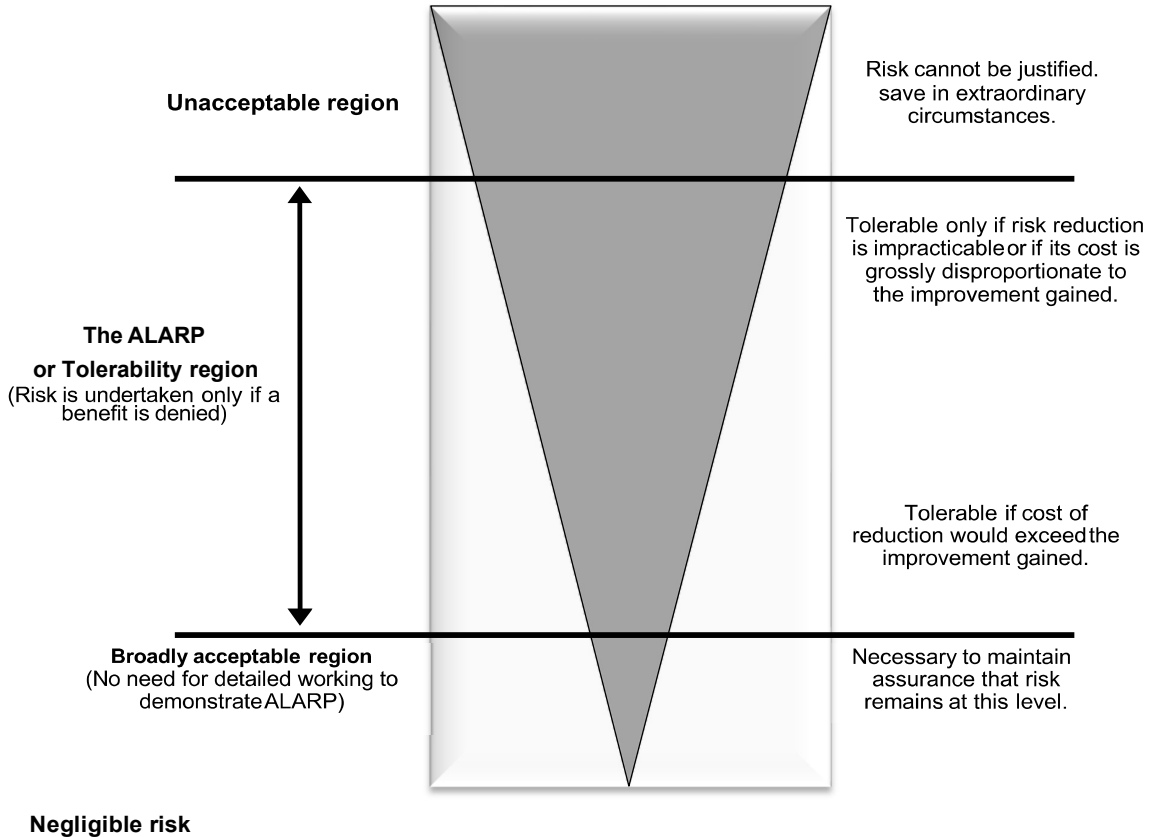 Unacceptable region
Risk cannot be justified.
save in extraordinary
circumstances.
Tolerable only if risk reduction
is impracticable or if its cost is
grossly disproportionate to
the improvement gained.
The ALARP
or Tolerability region
(Risk is undertaken only if a
benefit is denied)
Tolerable if cost of
reduction would exceed the
improvement gained.
Broadly acceptable region
(No need for detailed working to
demonstrate ALARP)
Necessary to maintain
assurance that risk
remains at this level.
Negligible risk